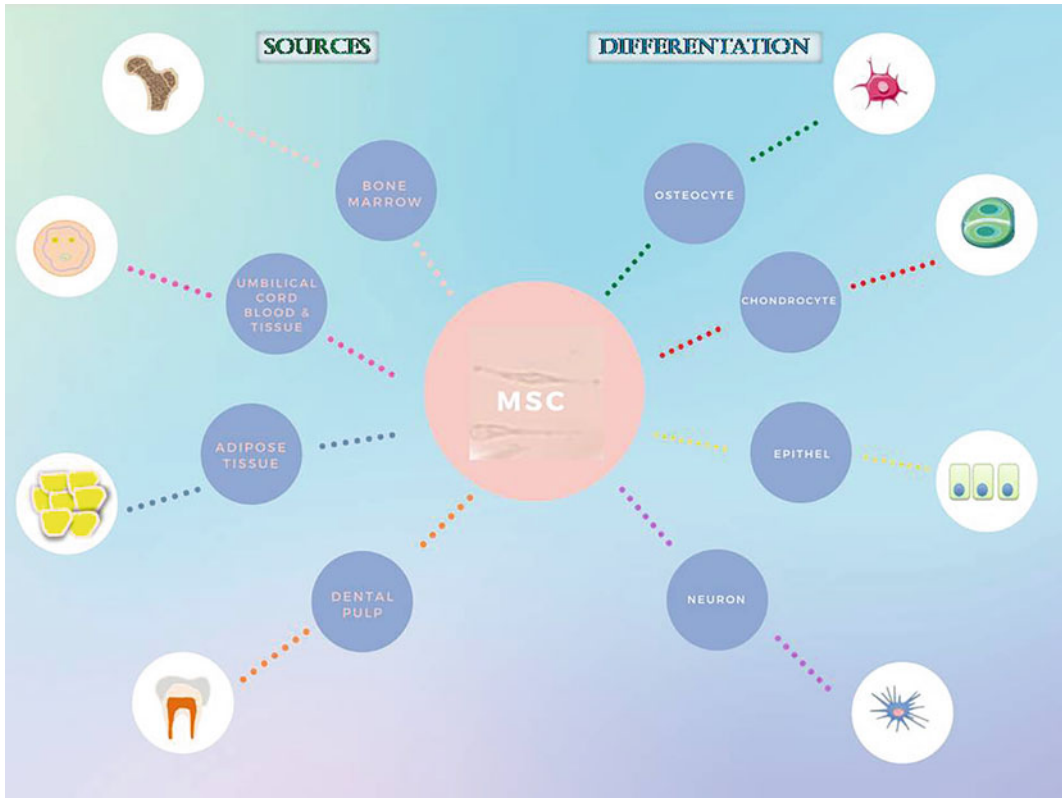 SOURCES
DIFFERENTATION
BONE
MARROW
UMBILICAL
CORD
BLOOD &
TISSUE
ADIPOSE
TISSUE
DENTAL
PULP
MSC
OSTEOCYTE
CHONDROCYTE
EPITHEL
NEURON